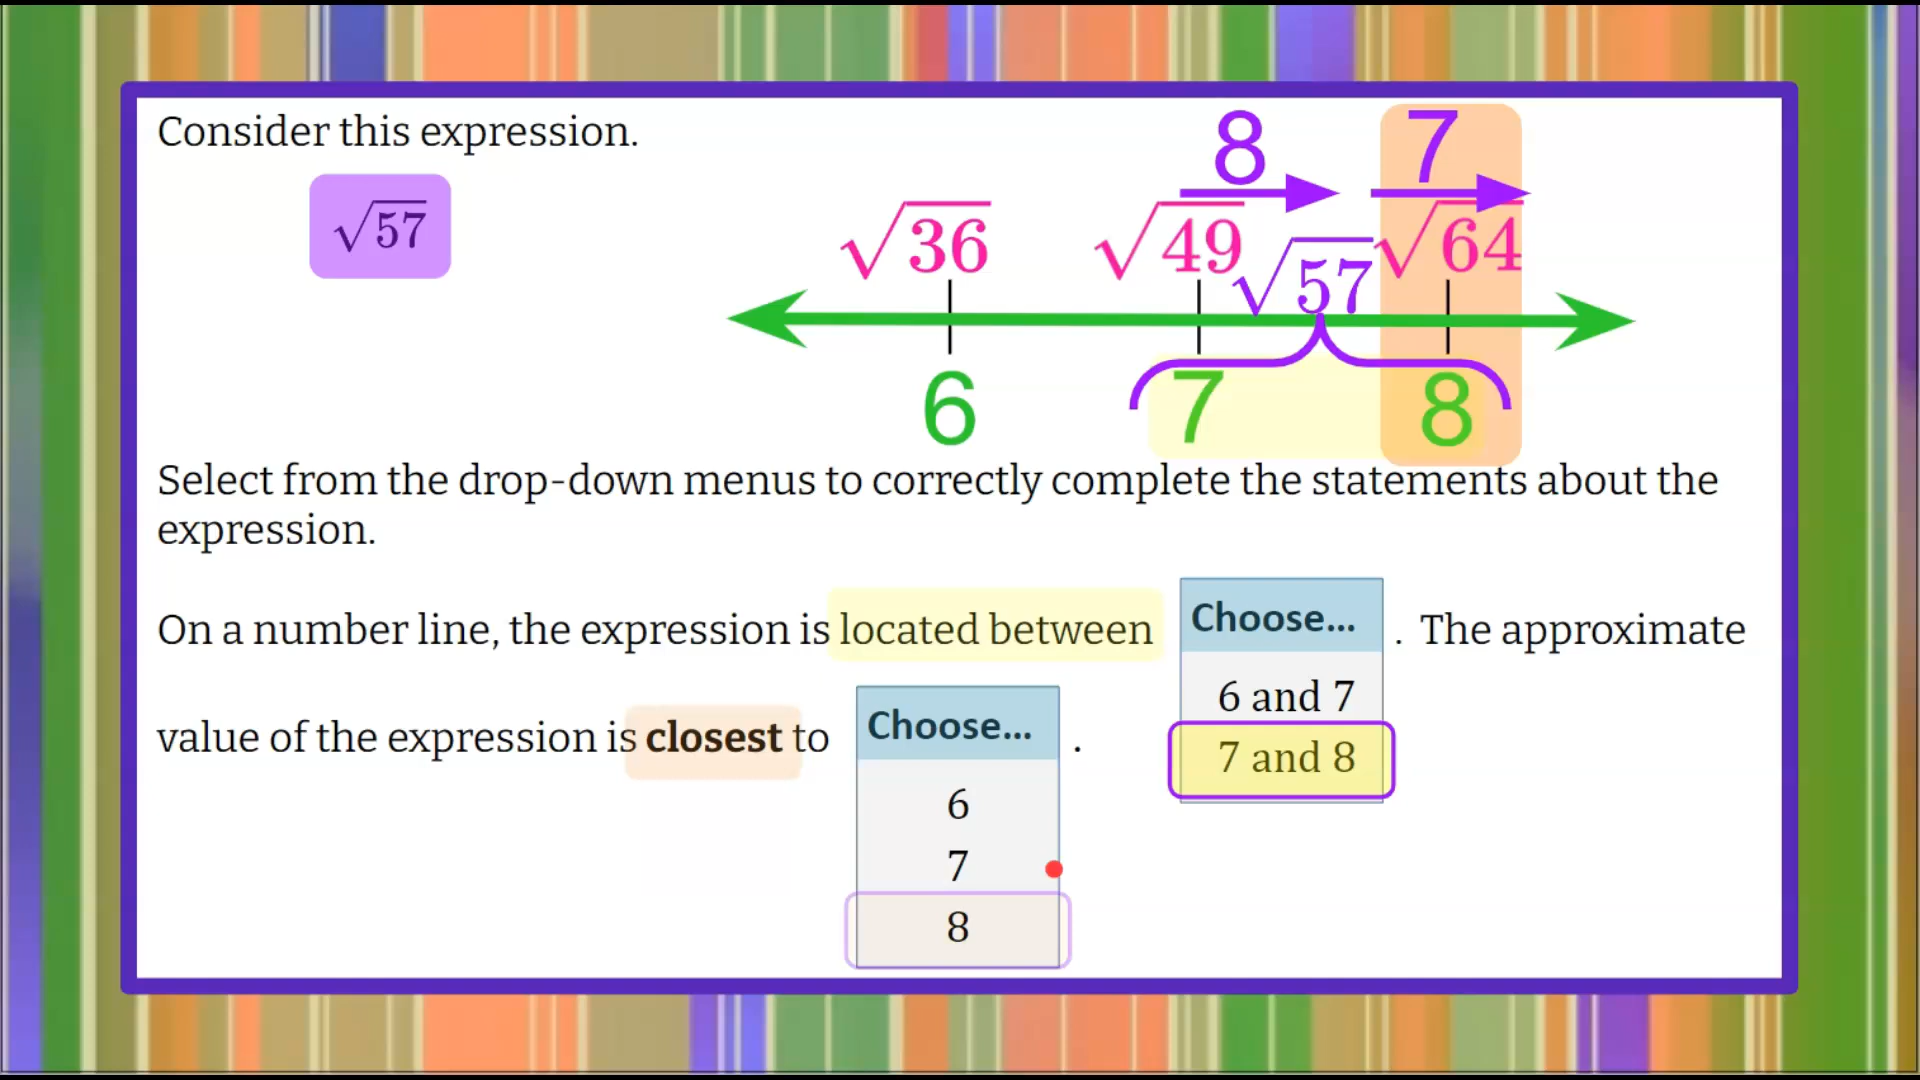 Consider this expression.
√57
8 7
√36 √49 √57 √64
6 7 8
Select from the drop-down menus to correctly complete the statements about the
expression.
On a number line, the expression is located between Choose... . The approximate
6 and 7
7 and 8
value of the expression is closest to Choose... .
6
7
8